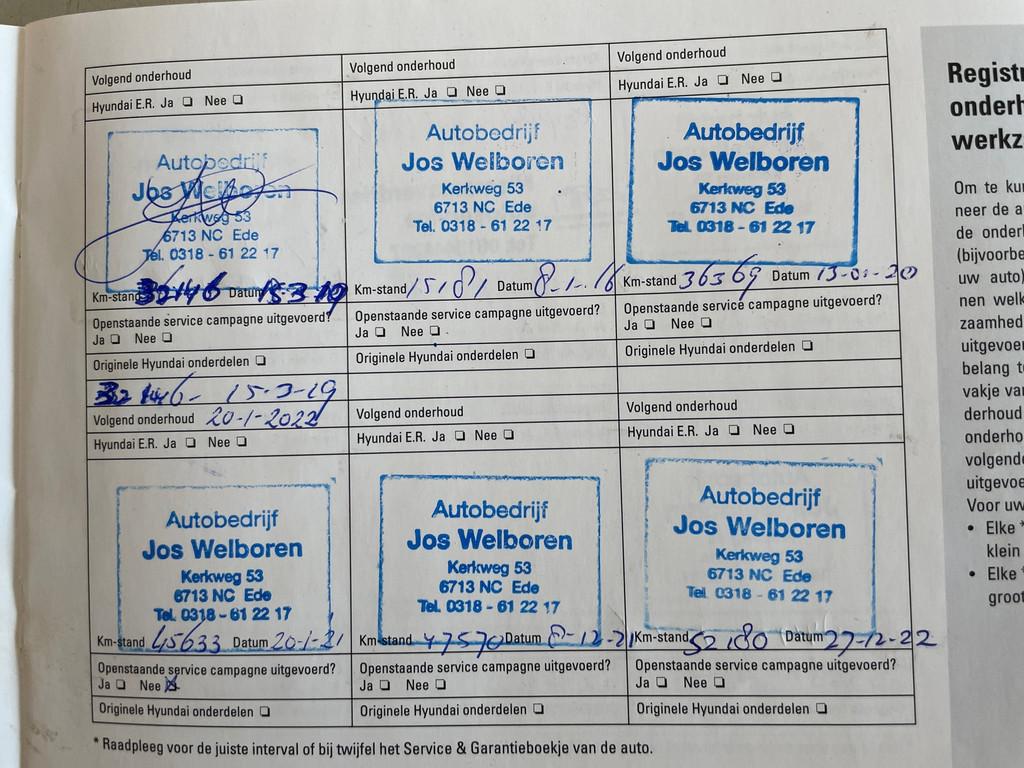 Volgend onderhoud
Hyundai E.R. Ja ☐ Nee ☐
Autobedrijf
Jos Welboren
Kerkweg 53
6713 NC Ede
Tel. 0318 - 61 22 17
Km-stand 32146 Datum 15-3-19
Openstaande service campagne uitgevoerd?
Ja ☐ Nee ☐
Originele Hyundai onderdelen ☐
32146- 15-3-19
Volgend onderhoud
Hyundai E.R. Ja ☐ Nee ☐
Autobedrijf
Jos Welboren
Kerkweg 53
6713 NC Ede
Tel. 0318 - 61 22 17
Km-stand 15181 Datum 8-1-16
Openstaande service campagne uitgevoerd?
Ja ☐ Nee ☐
Originele Hyundai onderdelen ☐
Volgend onderhoud
Hyundai E.R. Ja ☐ Nee ☐
Autobedrijf
Jos Welboren
Kerkweg 53
6713 NC Ede
Tel. 0318 - 61 22 17
Km-stand 36369 Datum 13-01-20
Openstaande service campagne uitgevoerd?
Ja ☐ Nee ☐
Originele Hyundai onderdelen ☐
Volgend onderhoud 20-1-2022
Hyundai E.R. Ja ☐ Nee ☐
Autobedrijf
Jos Welboren
Kerkweg 53
6713 NC Ede
Tel. 0318 - 61 22 17
Km-stand 45633 Datum 20-1-21
Openstaande service campagne uitgevoerd?
Ja ☐ Nee ☒
Originele Hyundai onderdelen ☐
Volgend onderhoud
Hyundai E.R. Ja ☐ Nee ☐
Autobedrijf
Jos Welboren
Kerkweg 53
6713 NC Ede
Tel. 0318 - 61 22 17
Km-stand 47570 Datum 8-12-21
Openstaande service campagne uitgevoerd?
Ja ☐ Nee ☐
Originele Hyundai onderdelen ☐
Volgend onderhoud
Hyundai E.R. Ja ☐ Nee ☐
Autobedrijf
Jos Welboren
Kerkweg 53
6713 NC Ede
Tel. 0318 - 61 22 17
Km-stand 52180 Datum 27-12-22
Openstaande service campagne uitgevoerd?
Ja ☐ Nee ☐
Originele Hyundai onderdelen ☐
* Raadpleeg voor de juiste interval of bij twijfel het Service & Garantieboekje van de auto.
Registr
onderh
werkz
Om te kun
neer de a
de onderh
(bijvoorbe
uw auto)
nen welk
zaamhed
uitgevoer
belang te
vakje van
derhoud
onderho
volgende
uitgevoe
Voor uw
• Elke *
klein
• Elke *
groot